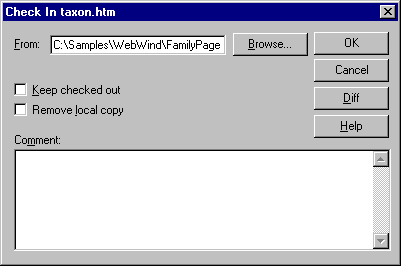 Check In taxon.htm
From: C:\Samples\WebWind\FamilyPage Browse... OK
Cancel
Keep checked out
Diff
Remove local copy
Help
Comment: